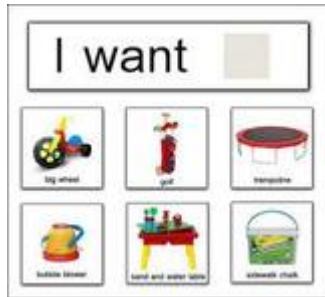 I want
big wheel
golf
trampoline
bubble blower
sand and water table
sidewalk chalk